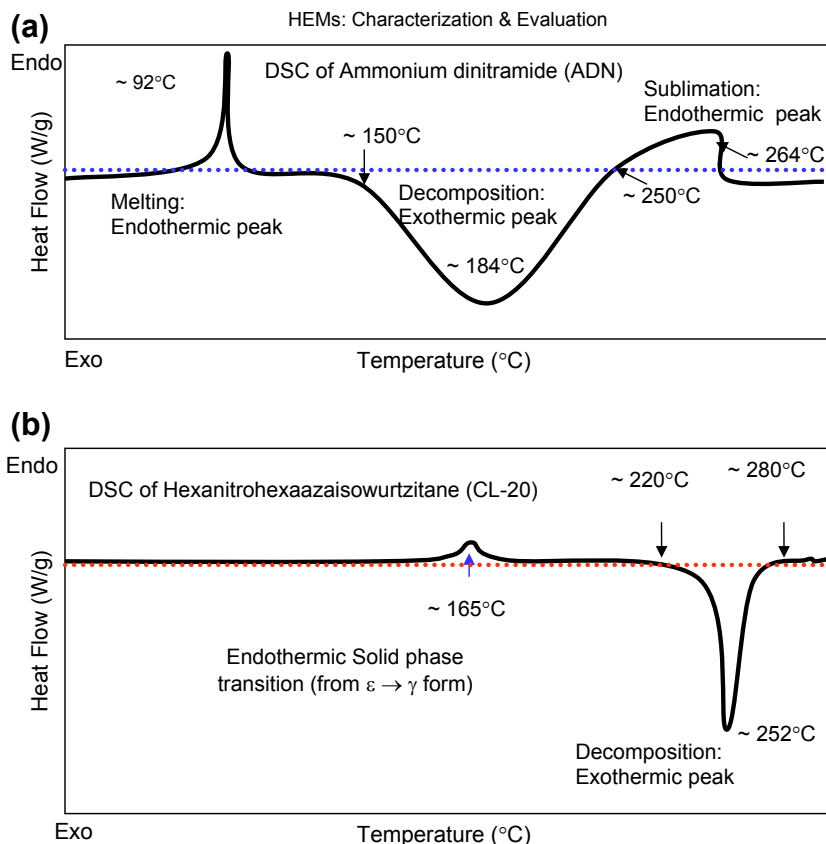 HEMs: Characterization & Evaluation
(a)
Endo
DSC of Ammonium dinitramide (ADN)
~ 92°C
Sublimation:
Endothermic peak
~ 150°C
~ 264°C
Melting:
Endothermic peak
Decomposition:
Exothermic peak
~ 250°C
~ 184°C
Heat Flow (W/g)
Exo
Temperature (°C)
(b)
Endo
DSC of Hexanitrohexaazaisowurtzitane (CL-20)
~ 220°C
~ 280°C
~ 165°C
Endothermic Solid phase
transition (from ε → γ form)
Heat Flow (W/g)
~ 252°C
Decomposition:
Exothermic peak
Exo
Temperature (°C)